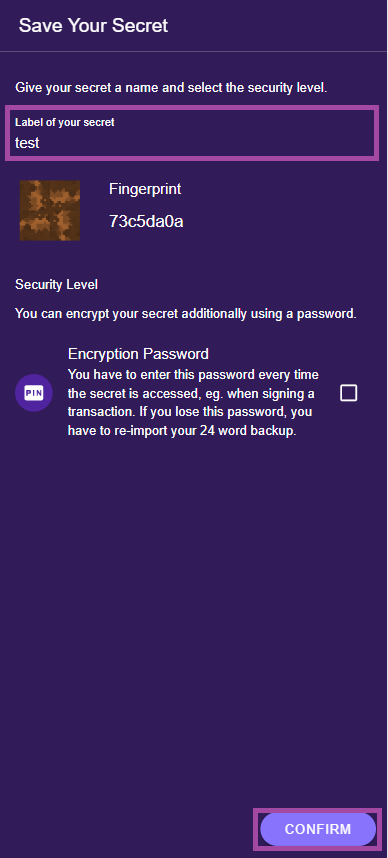 Save Your Secret
Give your secret a name and select the security level.
Label of your secret
test
Fingerprint
73c5da0a
Security Level
You can encrypt your secret additionally using a password.
Encryption Password
You have to enter this password every time
the secret is accessed, eg. when signing a
transaction. If you lose this password, you
have to re-import your 24 word backup.
PIN
CONFIRM